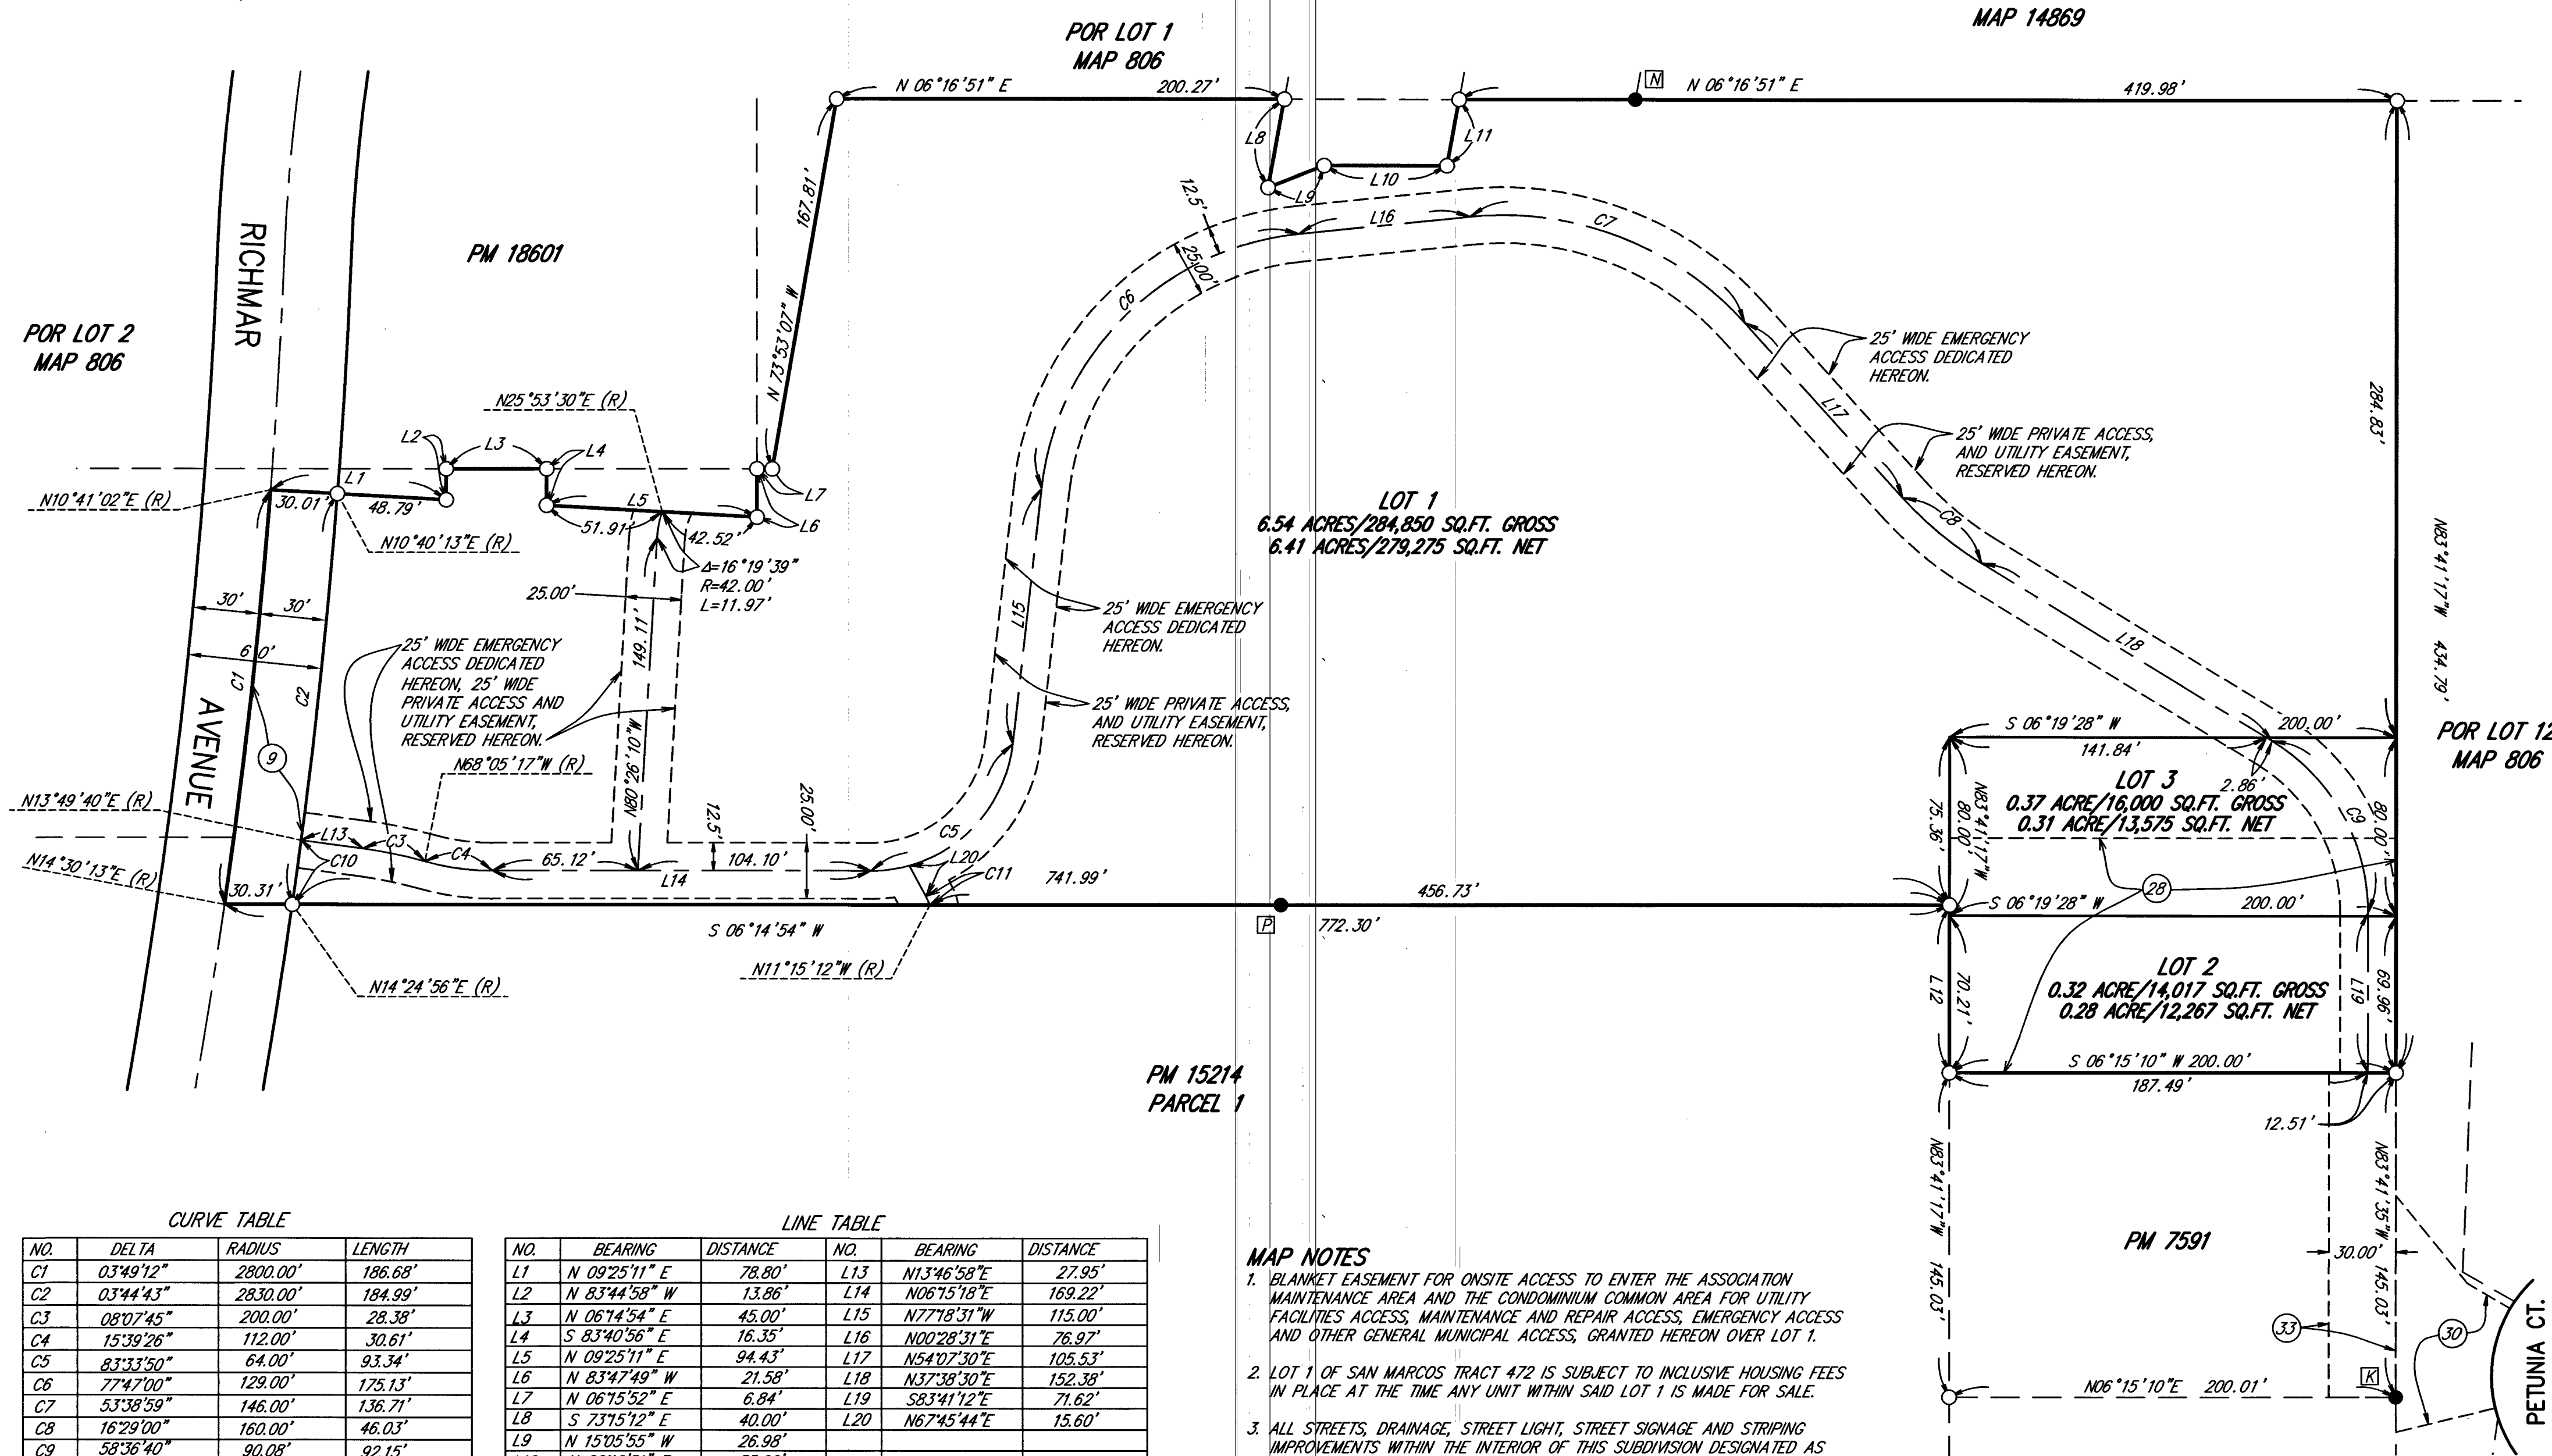 POR LOT 1
MAP 806
MAP 14869
N 06°16'51" E 200.27'
N
N 06°16'51" E 419.98'
L8
L11
L9
L10
167.81'
N 73°53'07" W
12.5'
25.00'
L16
C7
C6
RICHMAR
AVENUE
PM 18601
POR LOT 2
MAP 806
25' WIDE EMERGENCY
ACCESS DEDICATED
HEREON.
L17
25' WIDE PRIVATE ACCESS,
AND UTILITY EASEMENT,
RESERVED HEREON.
284.83'
N25°53'30"E (R)
L2
L3
L4
L1
L5
L7
L6
N10°41'02"E (R)
30.01'
48.79'
51.91'
42.52'
N10°40'13"E (R)
Δ=16°19'39"
R=42.00'
L=11.97'
LOT 1
6.54 ACRES/284,850 SQ.FT. GROSS
6.41 ACRES/279,275 SQ.FT. NET
C8
N83°41'17"W 434.79'
30'
30'
60'
C1
C2
25.00'
149.11'
N80°26'10"W
25' WIDE EMERGENCY
ACCESS DEDICATED
HEREON, 25' WIDE
PRIVATE ACCESS AND
UTILITY EASEMENT,
RESERVED HEREON.
L15
25' WIDE EMERGENCY
ACCESS DEDICATED
HEREON.
25' WIDE PRIVATE ACCESS,
AND UTILITY EASEMENT,
RESERVED HEREON.
L18
9
N68°05'17"W (R)
S 06°19'28" W 200.00'
141.84'
POR LOT 12
MAP 806
LOT 3
2.86'
0.37 ACRE/16,000 SQ.FT. GROSS
0.31 ACRE/13,575 SQ.FT. NET
75.36'
80.00'
N83°41'17"W
C9
80.00'
N13°49'40"E (R)
L13
C3
C4
C10
65.12'
L14
12.5'
25.00'
104.10'
C5
L20
C11
N14°30'13"E (R)
30.31'
741.99'
456.73'
28
S 06°19'28" W 200.00'
S 06°14'54" W
P
772.30'
N11°15'12"W (R)
N14°24'56"E (R)
L12
70.21'
LOT 2
0.32 ACRE/14,017 SQ.FT. GROSS
0.28 ACRE/12,267 SQ.FT. NET
L19
69.96'
S 06°15'10" W 200.00'
187.49'
12.51'
PM 15214
PARCEL 1
N83°41'17"W 145.03'
N83°41'35"W 145.03'
PM 7591
30.00'
33
30
K
N06°15'10"E 200.01'
PETUNIA CT.
CURVE TABLE
NO. DELTA RADIUS LENGTH
C1 03°49'12" 2800.00' 186.68'
C2 03°44'43" 2830.00' 184.99'
C3 08°07'45" 200.00' 28.38'
C4 15°39'26" 112.00' 30.61'
C5 83°33'50" 64.00' 93.34'
C6 77°47'00" 129.00' 175.13'
C7 53°38'59" 146.00' 136.71'
C8 16°29'00" 160.00' 46.03'
C9 58°36'40" 90.08' 92.15'
LINE TABLE
NO. BEARING DISTANCE NO. BEARING DISTANCE
L1 N 09°25'11" E 78.80' L13 N13°46'58"E 27.95'
L2 N 83°44'58" W 13.86' L14 N06°15'18"E 169.22'
L3 N 06°14'54" E 45.00' L15 N77°18'31"W 115.00'
L4 S 83°40'56" E 16.35' L16 N00°28'31"E 76.97'
L5 N 09°25'11" E 94.43' L17 N54°07'30"E 105.53'
L6 N 83°47'49" W 21.58' L18 N37°38'30"E 152.38'
L7 N 06°15'52" E 6.84' L19 S83°41'12"E 71.62'
L8 S 73°15'12" E 40.00' L20 N67°45'44"E 15.60'
L9 N 15°05'55" W 26.98'
MAP NOTES
1. BLANKET EASEMENT FOR ONSITE ACCESS TO ENTER THE ASSOCIATION
MAINTENANCE AREA AND THE CONDOMINIUM COMMON AREA FOR UTILITY
FACILITIES ACCESS, MAINTENANCE AND REPAIR ACCESS, EMERGENCY ACCESS
AND OTHER GENERAL MUNICIPAL ACCESS, GRANTED HEREON OVER LOT 1.
2. LOT 1 OF SAN MARCOS TRACT 472 IS SUBJECT TO INCLUSIVE HOUSING FEES
IN PLACE AT THE TIME ANY UNIT WITHIN SAID LOT 1 IS MADE FOR SALE.
3. ALL STREETS, DRAINAGE, STREET LIGHT, STREET SIGNAGE AND STRIPING
IMPROVEMENTS WITHIN THE INTERIOR OF THIS SUBDIVISION DESIGNATED AS